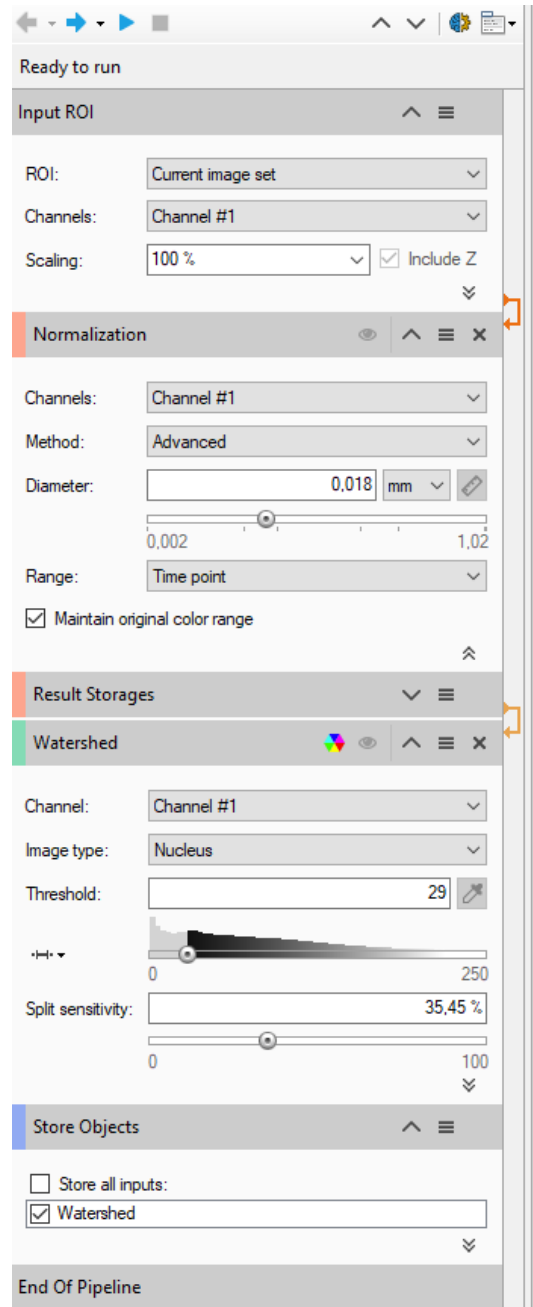 Ready to run
Input ROI
ROI: Current image set
Channels: Channel #1
Scaling: 100 % Include Z
Normalization
Channels: Channel #1
Method: Advanced
Diameter: 0,018 mm
0,002 1,02
Range: Time point
Maintain original color range
Result Storages
Watershed
Channel: Channel #1
Image type: Nucleus
Threshold: 29
0 250
Split sensitivity: 35,45 %
0 100
Store Objects
Store all inputs:
Watershed
End Of Pipeline